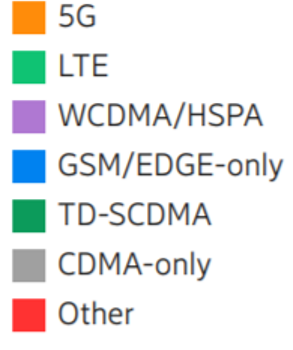 5G
LTE
WCDMA/HSPA
GSM/EDGE-only
TD-SCDMA
CDMA-only
Other